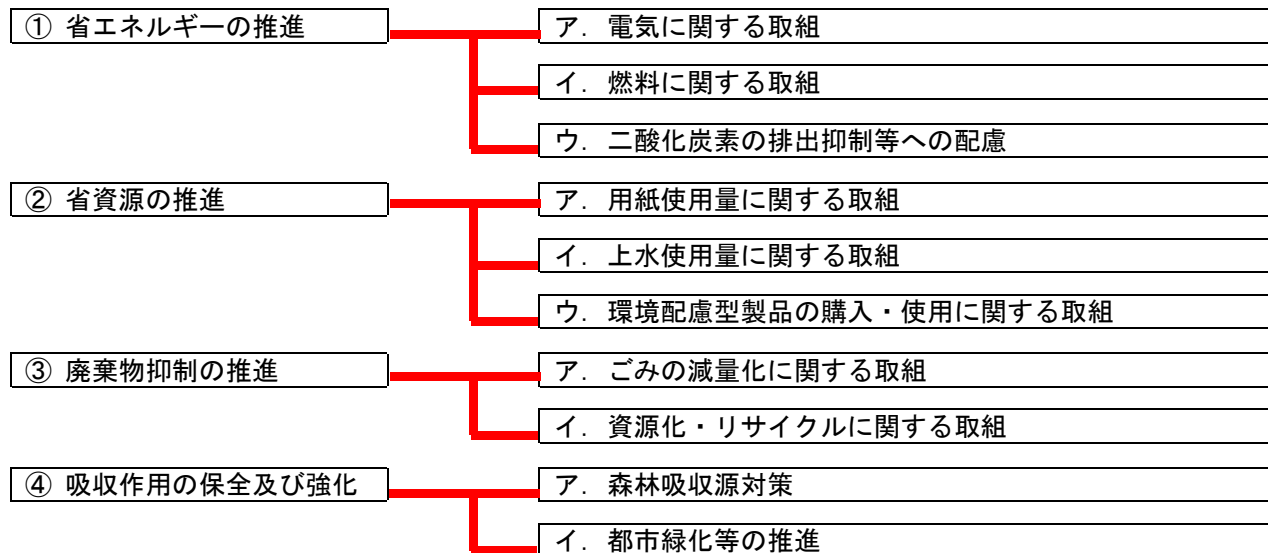 ① 省エネルギーの推進
ア．電気に関する取組
イ．燃料に関する取組
ウ．二酸化炭素の排出抑制等への配慮
② 省資源の推進
ア．用紙使用量に関する取組
イ．上水使用量に関する取組
ウ．環境配慮型製品の購入・使用に関する取組
③ 廃棄物抑制の推進
ア．ごみの減量化に関する取組
イ．資源化・リサイクルに関する取組
④ 吸収作用の保全及び強化
ア．森林吸収源対策
イ．都市緑化等の推進